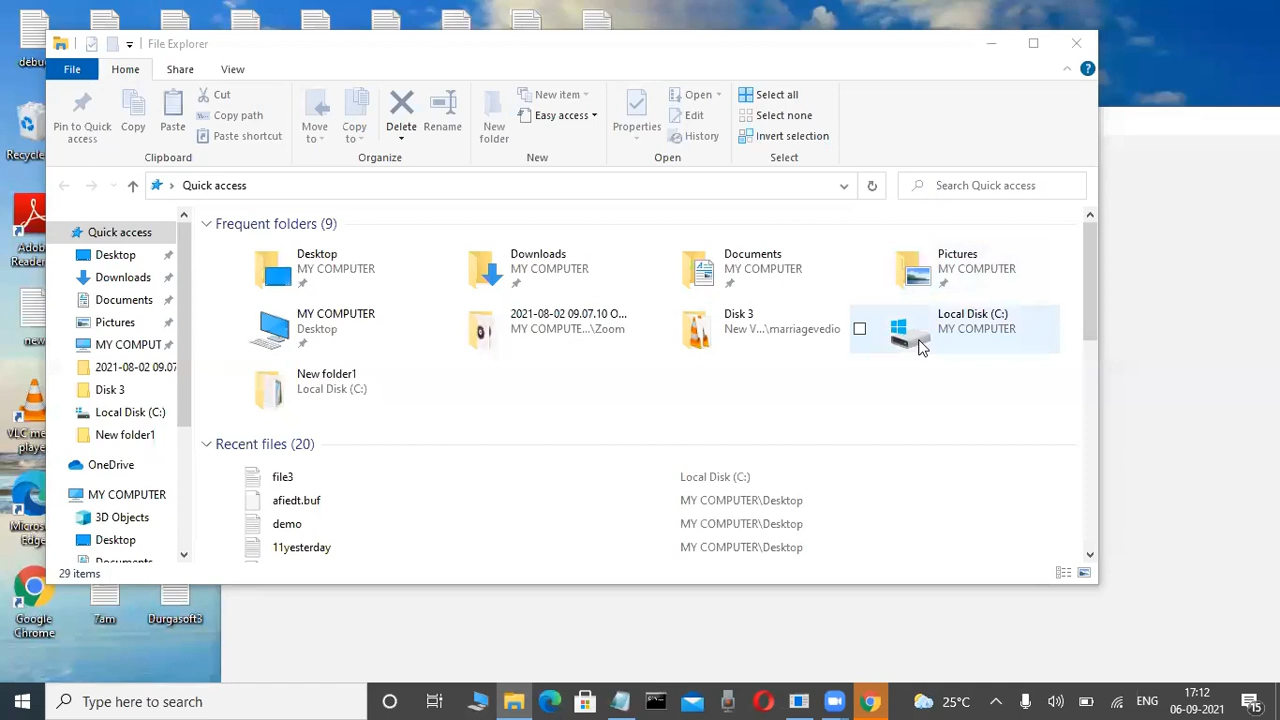 debu
File Explorer
File Home Share View
Pin to Quick access
Copy
Paste
Cut
Copy path
Paste shortcut
Clipboard
Move to
Copy to
Delete
Rename
Organize
New folder
New item
Easy access
New
Properties
Open
Edit
History
Open
Select all
Select none
Invert selection
Select
Quick access
Search Quick access
Recycle
Adob
Reader
VLC me
player
Micros
Edge
Google
Chrome
7am
Durgasoft3
Quick access
Desktop
Downloads
Documents
Pictures
MY COMPUT
2021-08-02 09.07
Disk 3
Local Disk (C:)
New folder1
OneDrive
MY COMPUTER
3D Objects
Desktop
Documents
Frequent folders (9)
Desktop
MY COMPUTER
Downloads
MY COMPUTER
Documents
MY COMPUTER
Pictures
MY COMPUTER
MY COMPUTER
Desktop
2021-08-02 09.07.10 O...
MY COMPUTE...\Zoom
Disk 3
New V...\marriagevedio
Local Disk (C:)
MY COMPUTER
New folder1
Local Disk (C:)
Recent files (20)
file3 Local Disk (C:)
afiedt.buf MY COMPUTER\Desktop
demo MY COMPUTER\Desktop
11yesterday MY COMPUTER\Desktop
29 items
Type here to search
25°C
ENG
17:12
06-09-2021
15